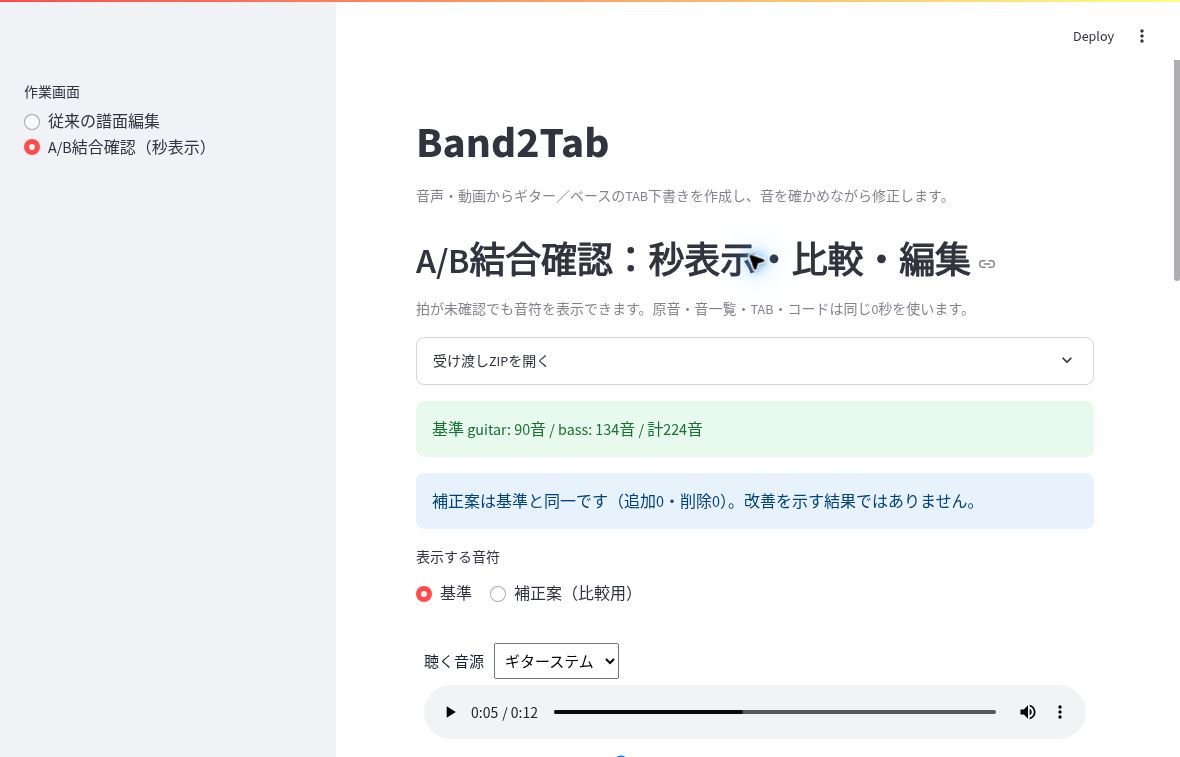 Deploy
作業画面
従来の譜面編集
A/B結合確認（秒表示）
Band2Tab
音声・動画からギター／ベースのTAB下書きを作成し、音を確かめながら修正します。
A/B結合確認：秒表示・比較・編集
拍が未確認でも音符を表示できます。原音・音一覧・TAB・コードは同じ0秒を使います。
受け渡しZIPを開く
基準 guitar: 90音 / bass: 134音 / 計224音
補正案は基準と同一です（追加0・削除0）。改善を示す結果ではありません。
表示する音符
基準 補正案（比較用）
聴く音源 ギターステム
0:05 / 0:12